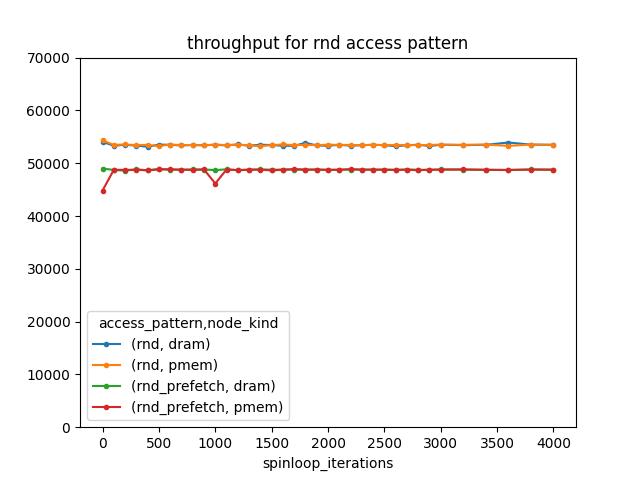 throughput for rnd access pattern
70000
60000
50000
40000
30000
20000
10000
0
access_pattern,node_kind
(rnd, dram)
(rnd, pmem)
(rnd_prefetch, dram)
(rnd_prefetch, pmem)
0 500 1000 1500 2000 2500 3000 3500 4000
spinloop_iterations